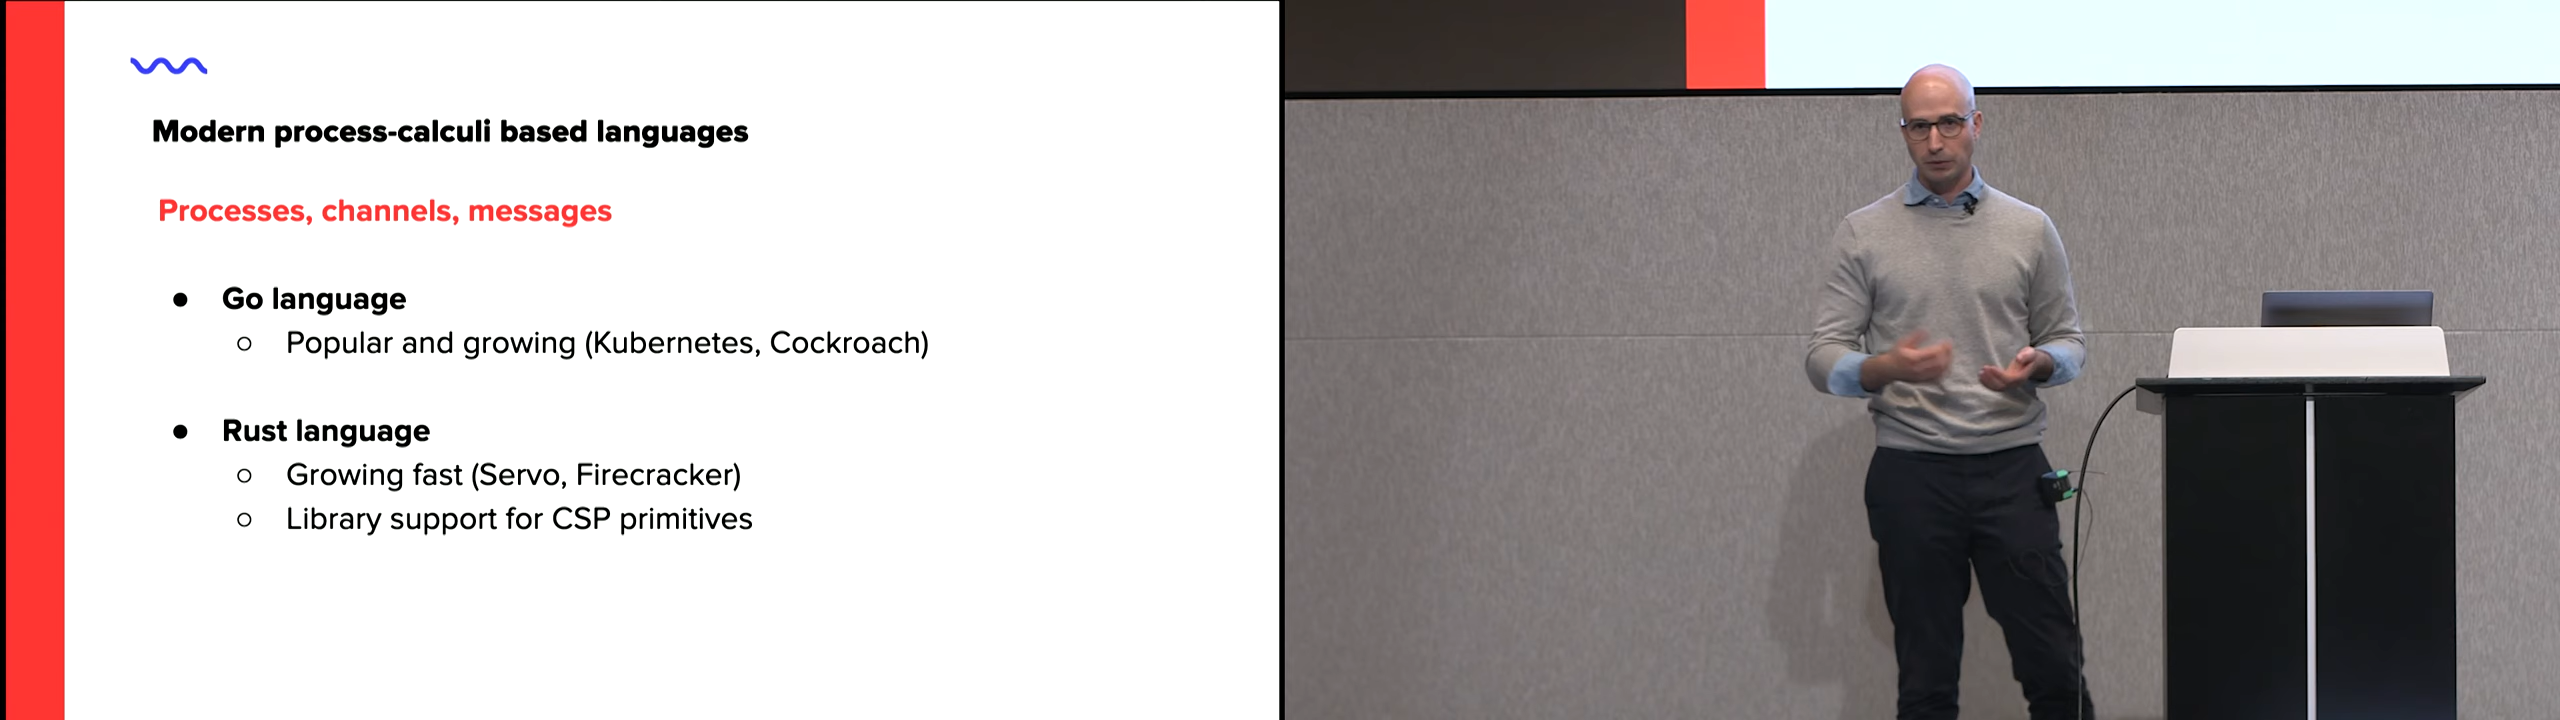 Modern process-calculi based languages
Processes, channels, messages
● Go language
○ Popular and growing (Kubernetes, Cockroach)
● Rust language
○ Growing fast (Servo, Firecracker)
○ Library support for CSP primitives